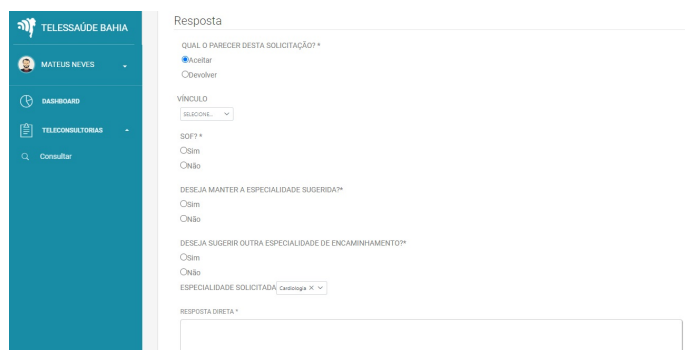 TELESSAÚDE BAHIA
MATEUS NEVES
DASHBOARD
TELECONSULTORIAS
Consultar
Resposta
QUAL O PARECER DESTA SOLICITAÇÃO? *
Aceitar
Devolver
VÍNCULO
SELECIONE..
SOF? *
Sim
Não
DESEJA MANTER A ESPECIALIDADE SUGERIDA?*
Sim
Não
DESEJA SUGERIR OUTRA ESPECIALIDADE DE ENCAMINHAMENTO?*
Sim
Não
ESPECIALIDADE SOLICITADA Cardiologia ×
RESPOSTA DIRETA *